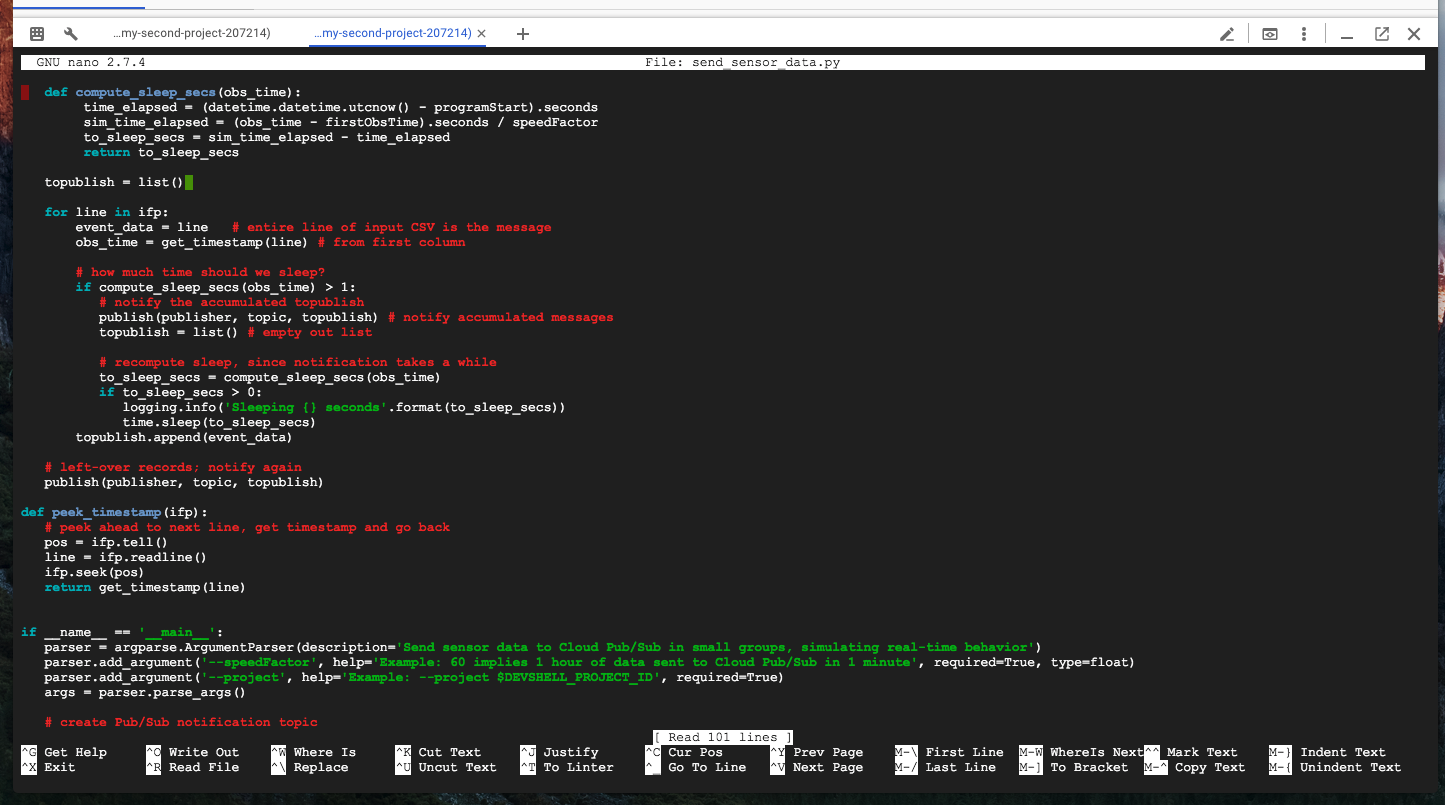 ...my-second-project-207214) ...my-second-project-207214) × +
GNU nano 2.7.4 File: send_sensor_data.py
def compute_sleep_secs(obs_time):
time_elapsed = (datetime.datetime.utcnow() - programStart).seconds
sim_time_elapsed = (obs_time - firstObsTime).seconds / speedFactor
to_sleep_secs = sim_time_elapsed - time_elapsed
return to_sleep_secs
topublish = list()
for line in ifp:
event_data = line # entire line of input CSV is the message
obs_time = get_timestamp(line) # from first column
# how much time should we sleep?
if compute_sleep_secs(obs_time) > 1:
# notify the accumulated topublish
publish(publisher, topic, topublish) # notify accumulated messages
topublish = list() # empty out list
# recompute sleep, since notification takes a while
to_sleep_secs = compute_sleep_secs(obs_time)
if to_sleep_secs > 0:
logging.info('Sleeping {} seconds'.format(to_sleep_secs))
time.sleep(to_sleep_secs)
topublish.append(event_data)
# left-over records; notify again
publish(publisher, topic, topublish)
def peek_timestamp(ifp):
# peek ahead to next line, get timestamp and go back
pos = ifp.tell()
line = ifp.readline()
ifp.seek(pos)
return get_timestamp(line)
if __name__ == '__main__':
parser = argparse.ArgumentParser(description='Send sensor data to Cloud Pub/Sub in small groups, simulating real-time behavior')
parser.add_argument('--speedFactor', help='Example: 60 implies 1 hour of data sent to Cloud Pub/Sub in 1 minute', required=True, type=float)
parser.add_argument('--project', help='Example: --project $DEVSHELL_PROJECT_ID', required=True)
args = parser.parse_args()
# create Pub/Sub notification topic
[ Read 101 lines ]
^G Get Help ^O Write Out ^W Where Is ^K Cut Text ^J Justify ^C Cur Pos ^Y Prev Page M-\ First Line M-W WhereIs Next ^^ Mark Text M-} Indent Text
^X Exit ^R Read File ^\ Replace ^U Uncut Text ^T To Linter ^_ Go To Line ^V Next Page M-/ Last Line M-] To Bracket M-^ Copy Text M-{ Unindent Text